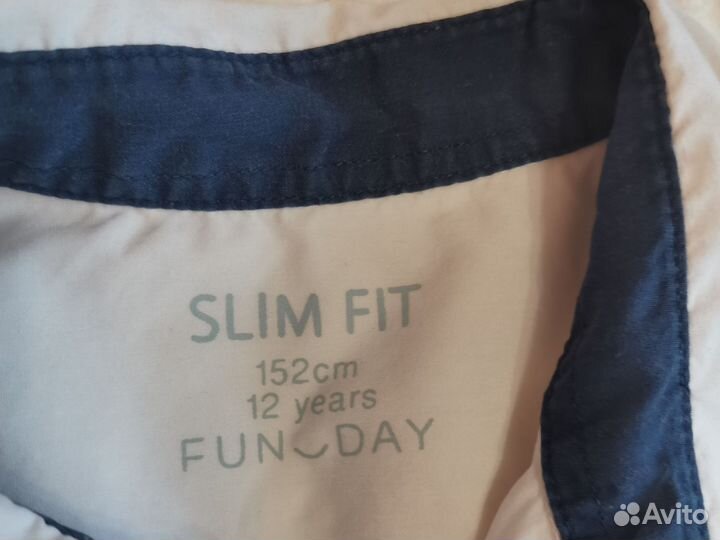 SLIM FIT
152cm
12 years
FUN DAY
Avito